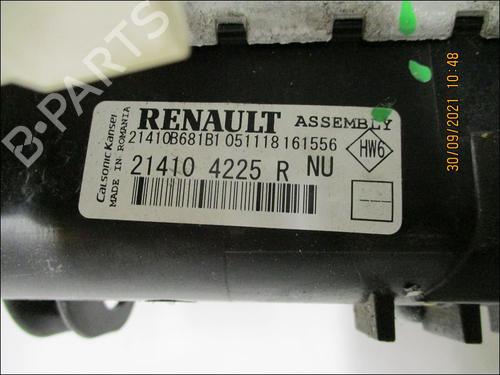 B-PARTS
RENAULT ASSEMBLY
21410B681B1 051118 161556
21410 4225 R NU
HW6
Calsonic Kansei
MADE IN ROMANIA
30/09/2021 10:48